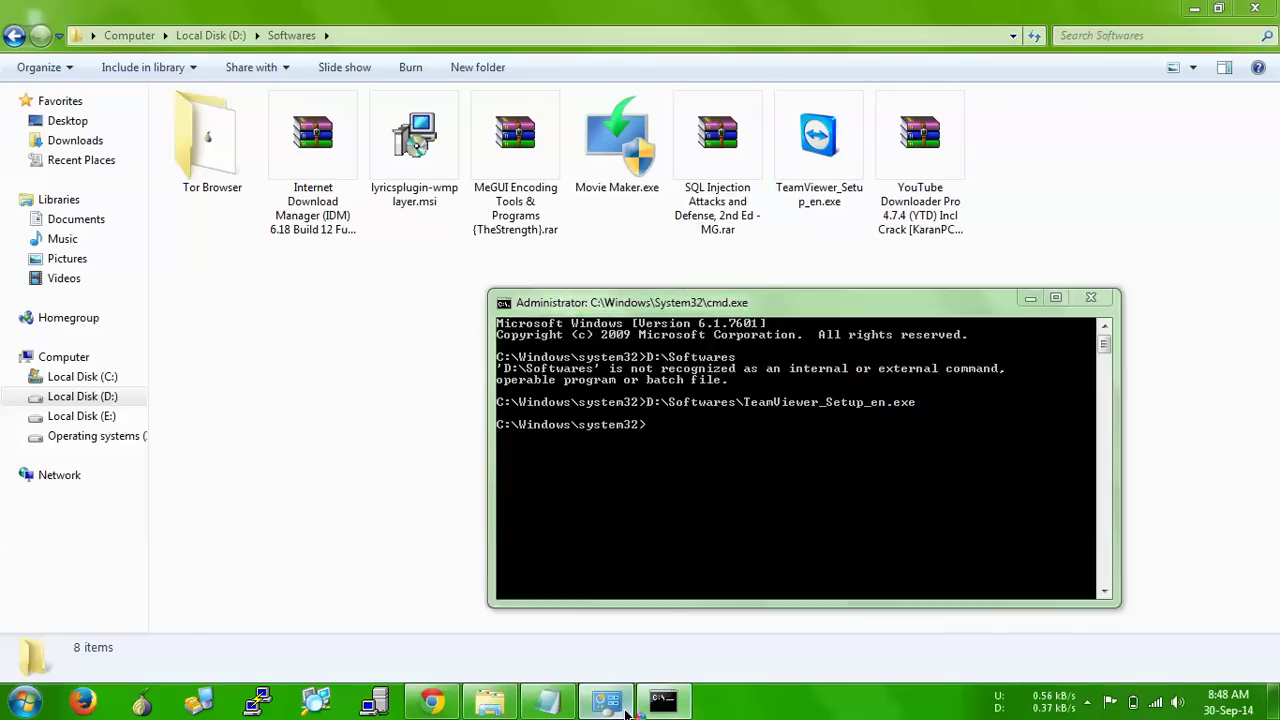 Computer
Local Disk (D:)
Softwares
Search Softwares
Organize
Include in library
Share with
Slide show
Burn
New folder
Favorites
Desktop
Downloads
Recent Places
Libraries
Documents
Music
Pictures
Videos
Homegroup
Computer
Local Disk (C:)
Local Disk (D:)
Local Disk (E:)
Operating systems (
Network
Tor Browser
Internet
Download
Manager (IDM)
6.18 Build 12 Fu...
lyricsplugin-wmp
layer.msi
MeGUI Encoding
Tools &
Programs
{TheStrength}.rar
Movie Maker.exe
SQL Injection
Attacks and
Defense, 2nd Ed -
MG.rar
TeamViewer_Setu
p_en.exe
YouTube
Downloader Pro
4.7.4 (YTD) Incl
Crack [KaranPC...
Administrator: C:\Windows\System32\cmd.exe
Microsoft Windows [Version 6.1.7601]
Copyright (c) 2009 Microsoft Corporation.  All rights reserved.
C:\Windows\system32>D:\Softwares
'D:\Softwares' is not recognized as an internal or external command,
operable program or batch file.
C:\Windows\system32>D:\Softwares\TeamViewer_Setup_en.exe
C:\Windows\system32>
8 items
U: 0.56 kB/s
D: 0.37 kB/s
8:48 AM
30-Sep-14